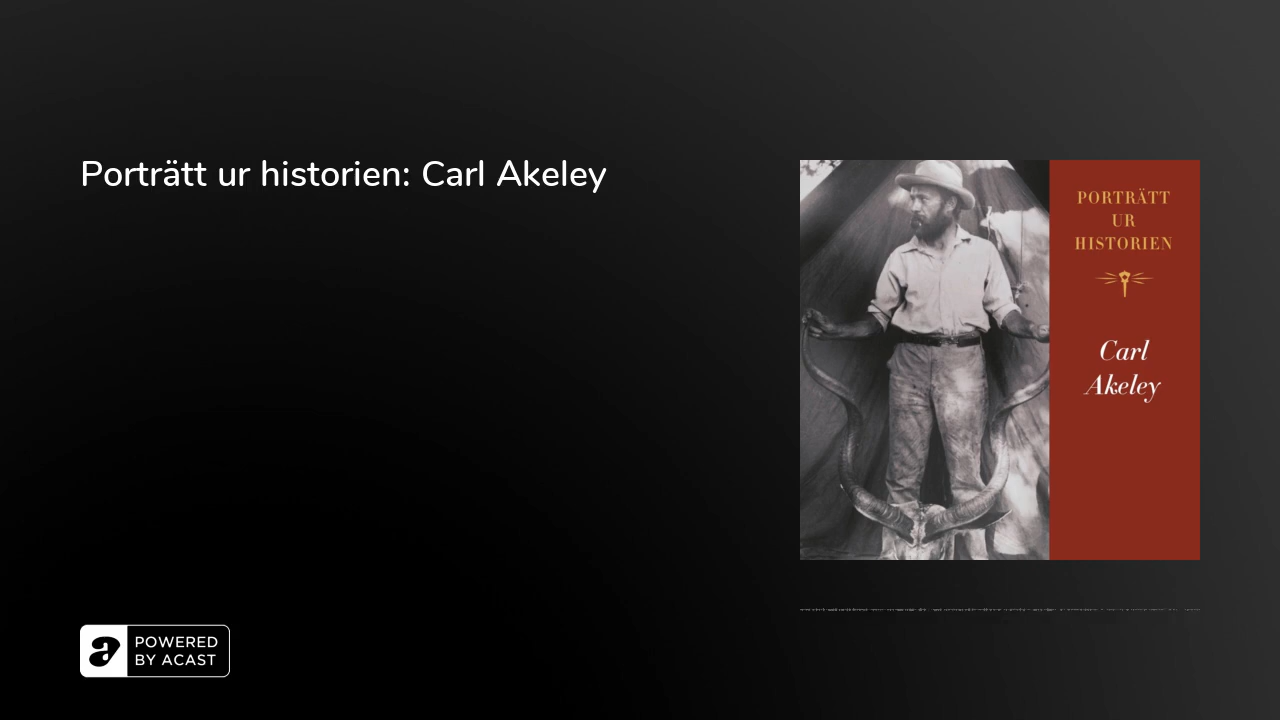 Porträtt ur historien: Carl Akeley
PORTRÄTT
UR
HISTORIEN
Carl
Akeley
POWERED
BY ACAST